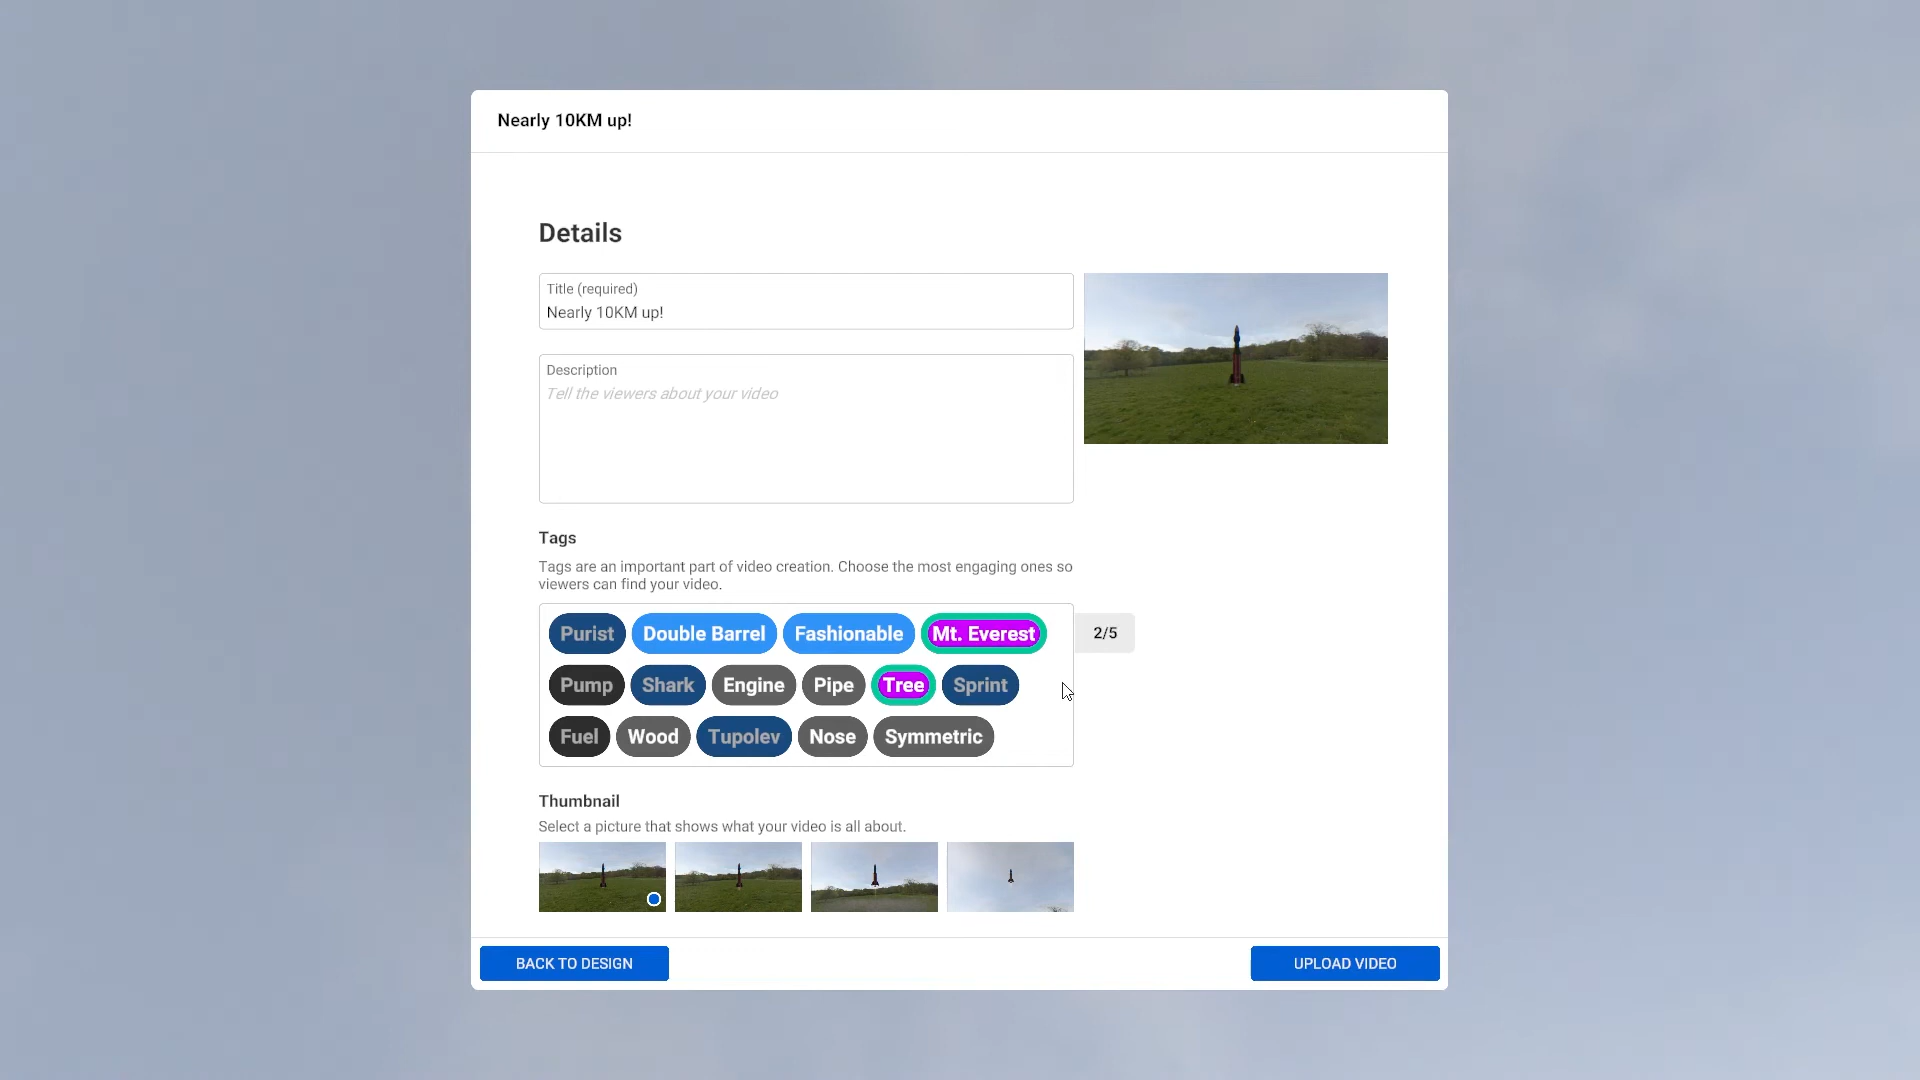 Nearly 10KM up!
Details
Title (required)
Nearly 10KM up!
Description
Tell the viewers about your video
Tags
Tags are an important part of video creation. Choose the most engaging ones so
viewers can find your video.
Purist Double Barrel Fashionable Mt. Everest 2/5
Pump Shark Engine Pipe Tree Sprint
Fuel Wood Tupolev Nose Symmetric
Thumbnail
Select a picture that shows what your video is all about.
BACK TO DESIGN UPLOAD VIDEO